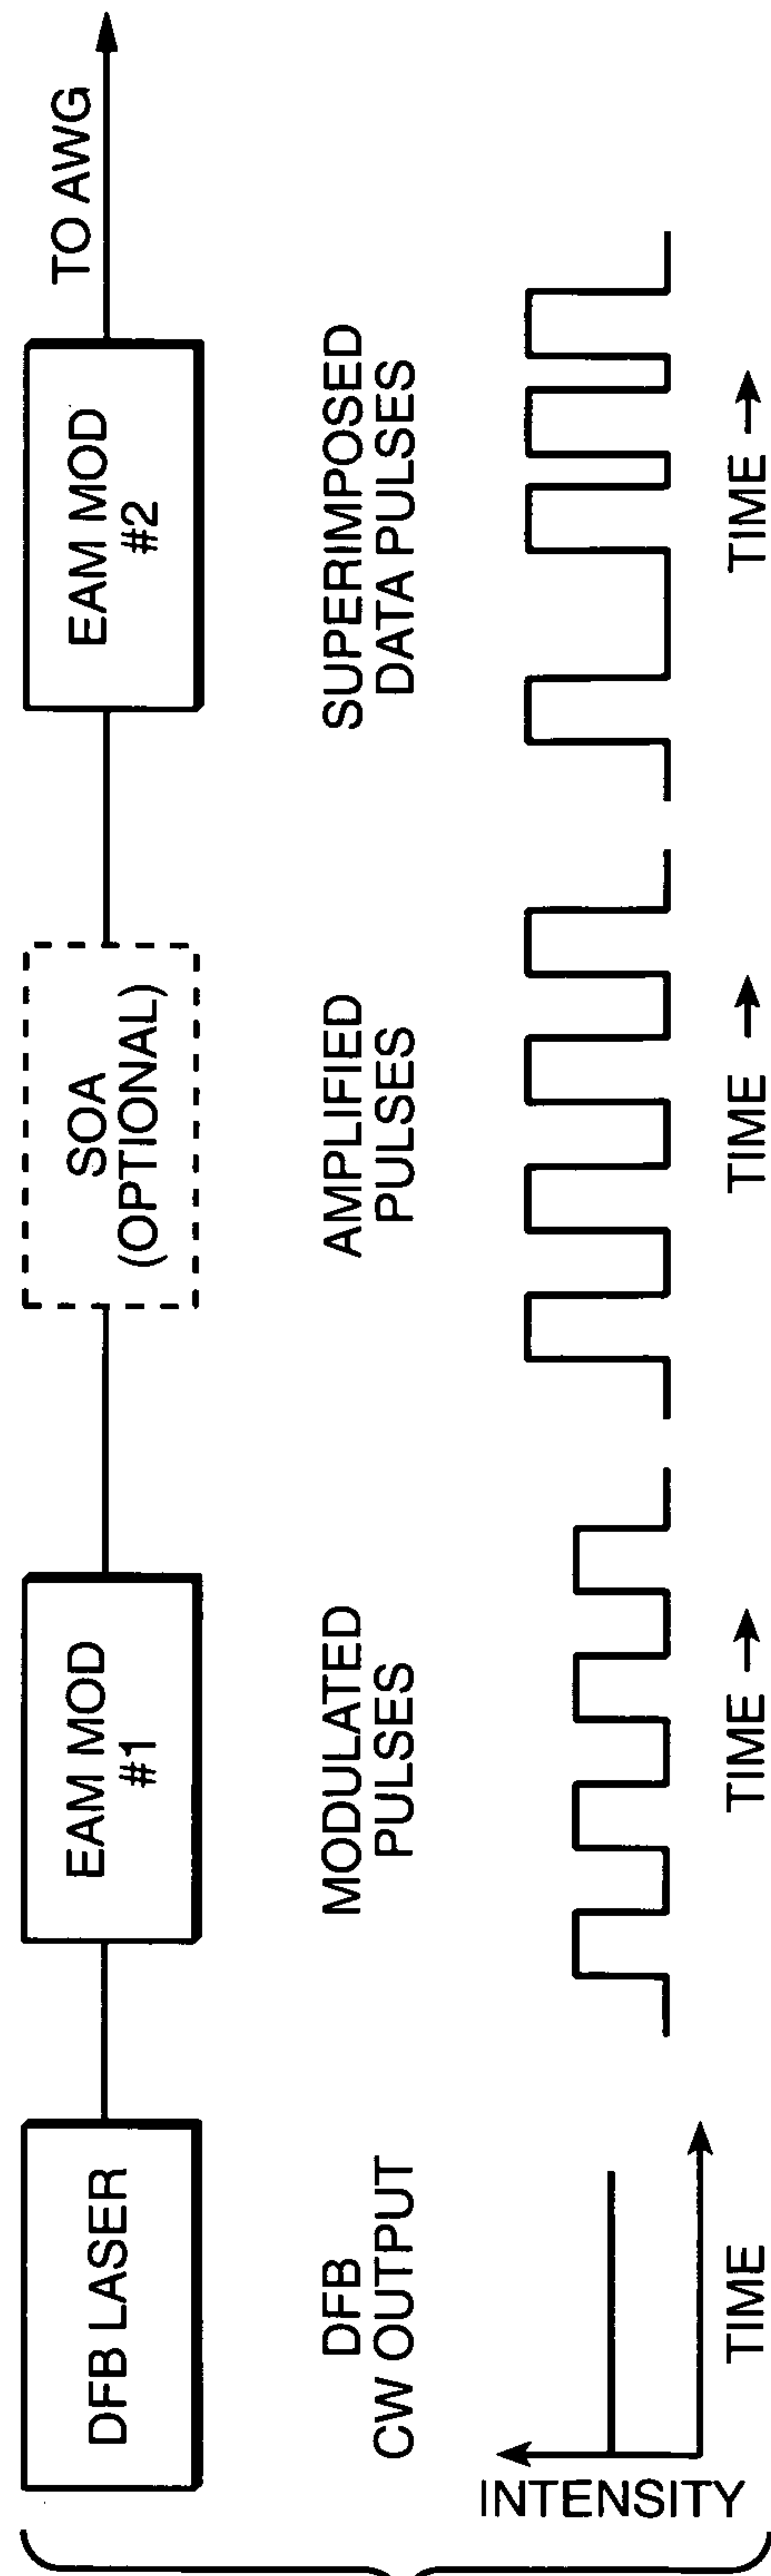 DFB LASER
EAM MOD
#1
SOA
(OPTIONAL)
EAM MOD
#2
TO AWG
DFB
CW OUTPUT
MODULATED
PULSES
AMPLIFIED
PULSES
SUPERIMPOSED
DATA PULSES
INTENSITY
TIME
TIME
TIME
TIME